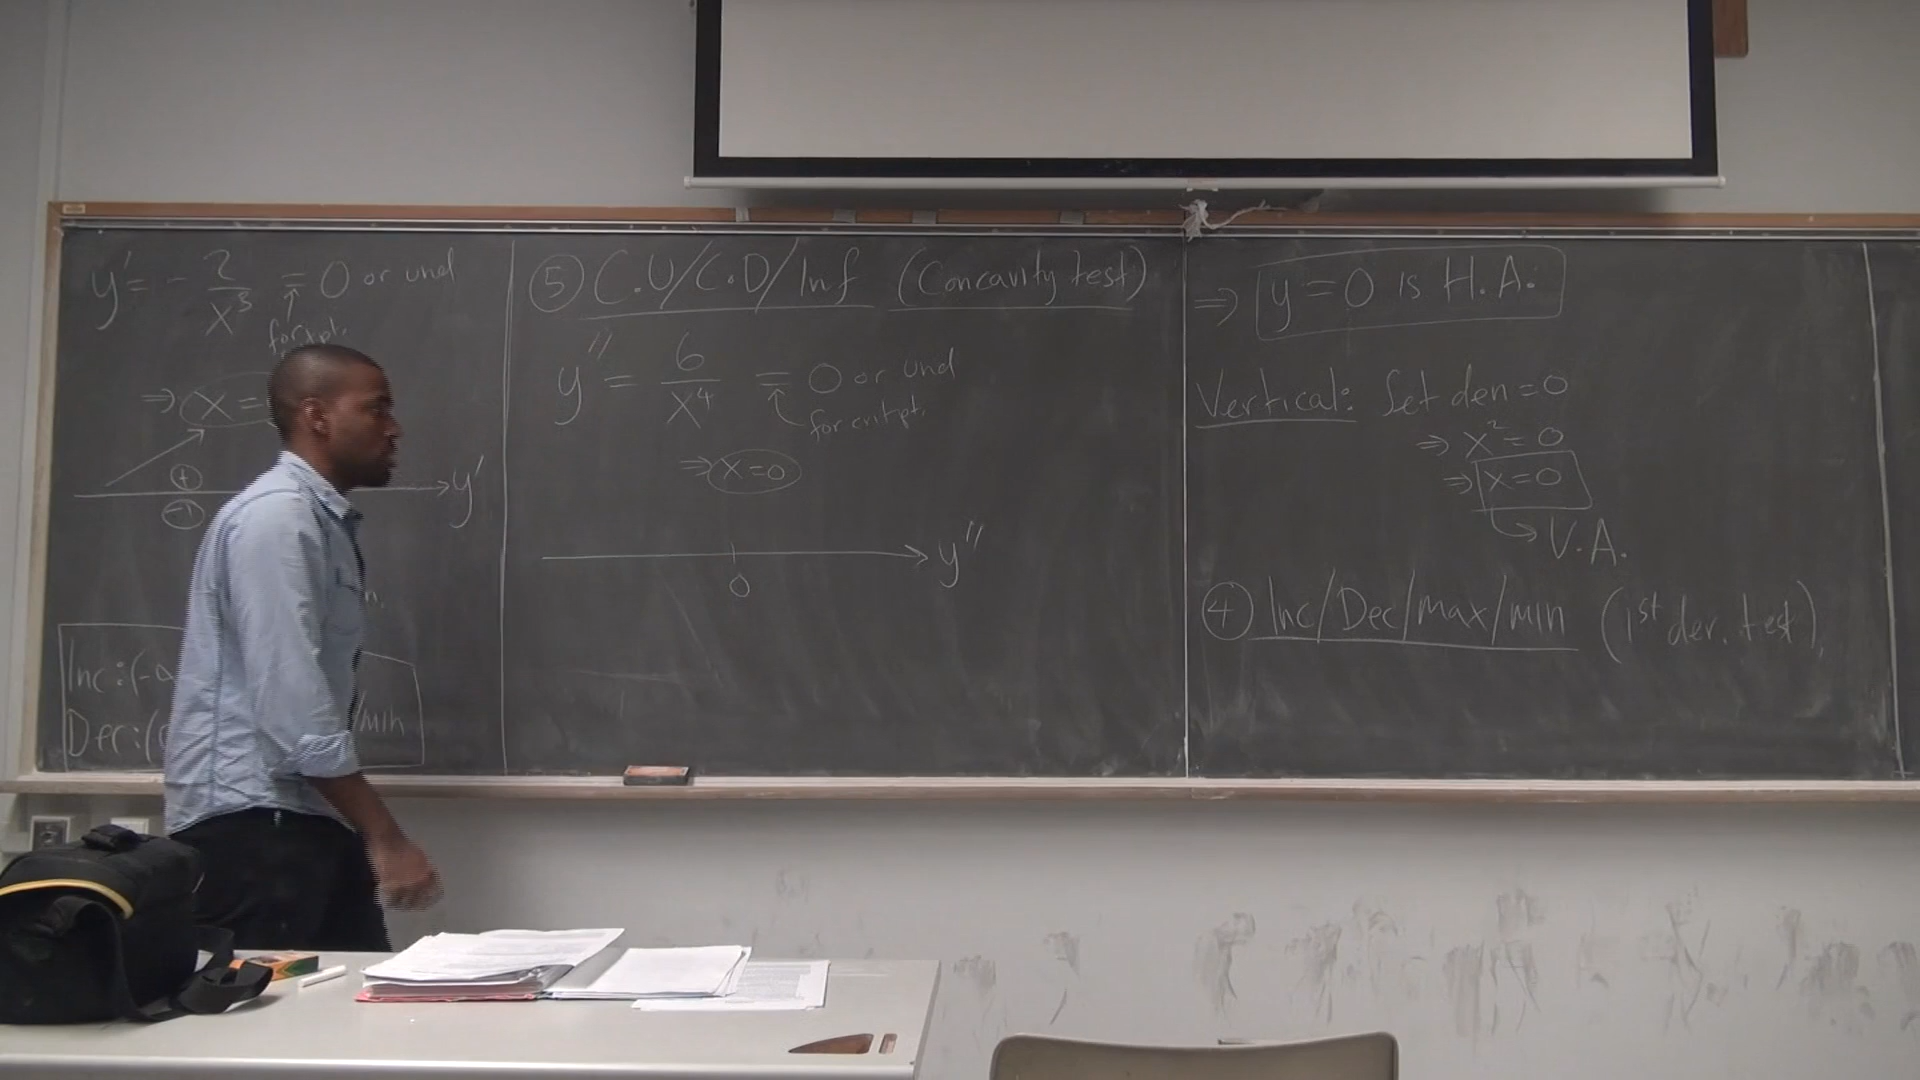 y' = - 2/x³ = 0 or und
for
⇒ x =
+
−
y'
Inc: (-
Dec: (
min
⑤ C.U/C.D/Inf (Concavity test)
y'' = 6/x⁴ = 0 or und
for crit pt.
⇒ x=0
y''
0
⇒ y=0 is H.A.
Vertical: Set den=0
⇒ x²=0
⇒ x=0
↳ V.A.
④ Inc/Dec/max/min (1st der. test)